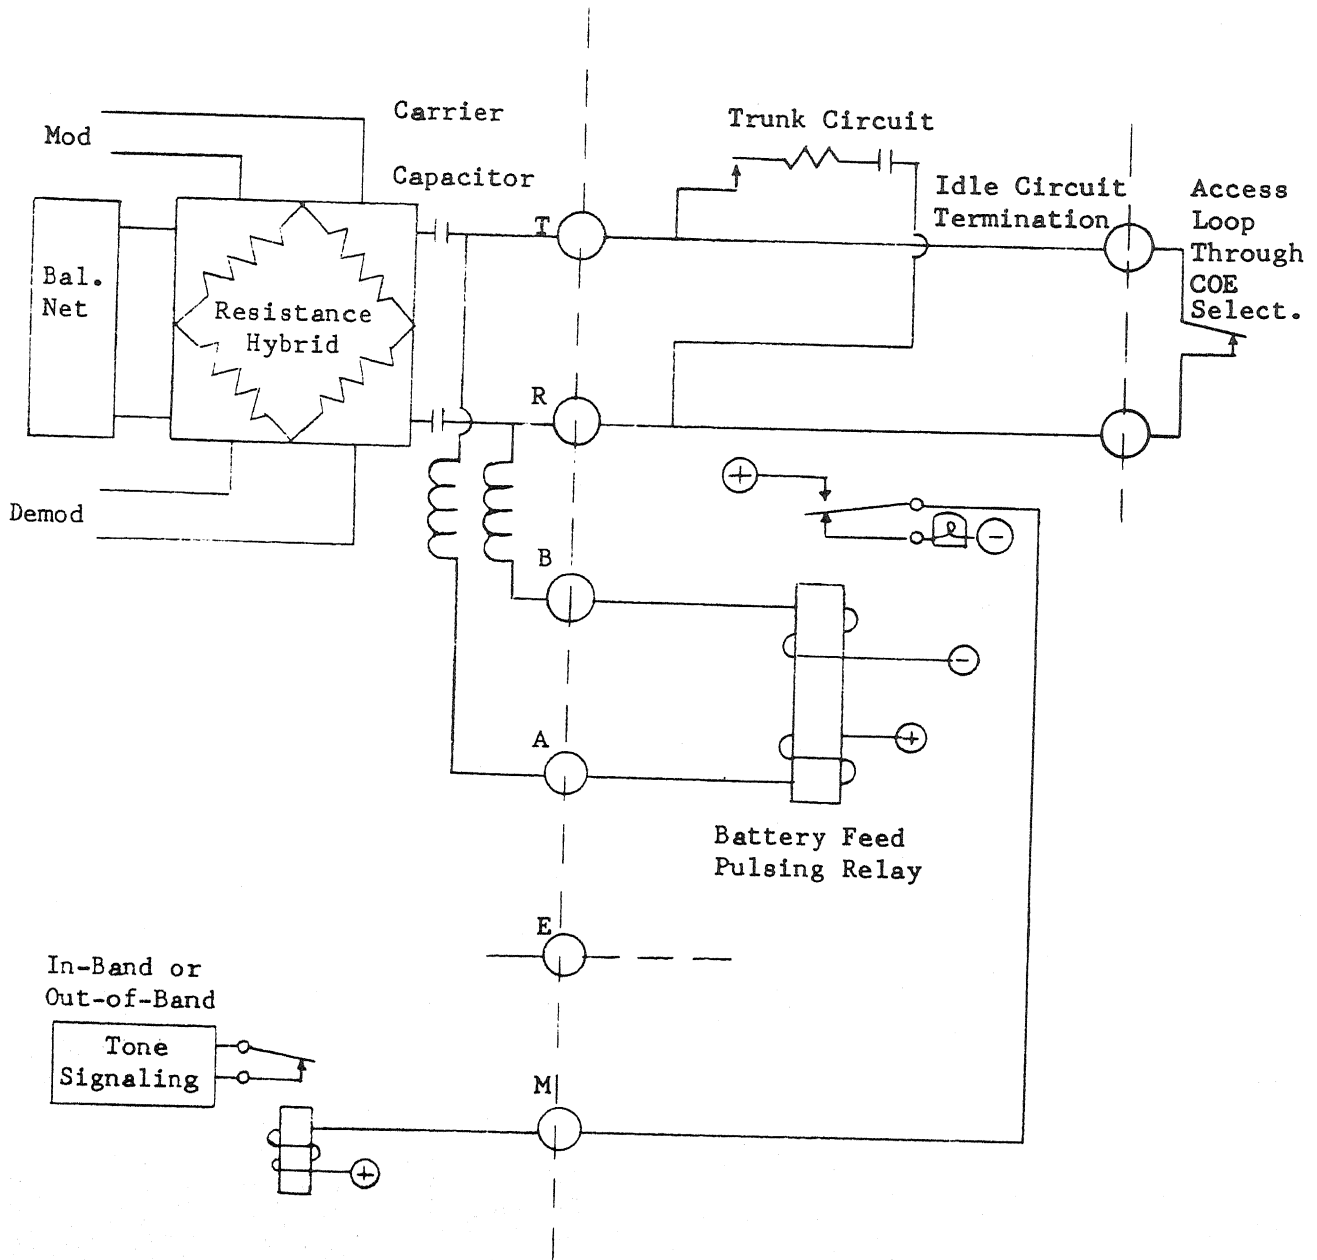 Carrier
Mod
Capacitor
Trunk Circuit
Idle Circuit
Termination
Access
Loop
Through
COE
Select.
T
Bal.
Net
Resistance
Hybrid
R
+
-
Demod
B
-
A
+
Battery Feed
Pulsing Relay
E
In-Band or
Out-of-Band
Tone
Signaling
M
+